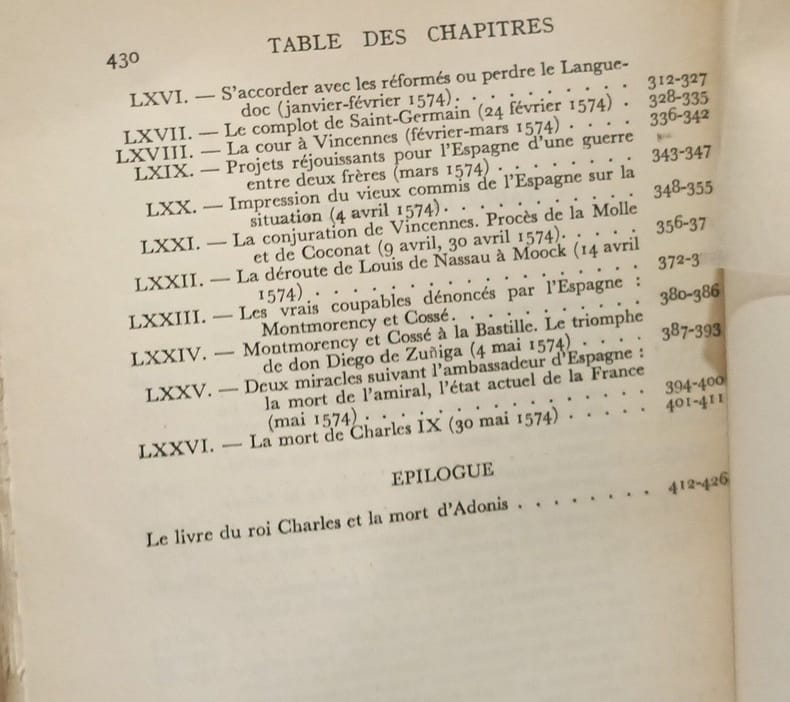 430
TABLE DES CHAPITRES
LXVI. — S'accorder avec les réformés ou perdre le Langue-
doc (janvier-février 1574). . . . . . . . . . 312-327
LXVII. — Le complot de Saint-Germain (24 février 1574) . 328-335
LXVIII. — La cour à Vincennes (février-mars 1574) . . . . 336-342
LXIX. — Projets réjouissants pour l'Espagne d'une guerre
entre deux frères (mars 1574) . . . . . . . . 343-347
LXX. — Impression du vieux commis de l'Espagne sur la
situation (4 avril 1574). . . . . . . . . . . 348-355
LXXI. — La conjuration de Vincennes. Procès de la Molle
et de Coconat (9 avril, 30 avril 1574). . . . . 356-37
LXXII. — La déroute de Louis de Nassau à Moock (14 avril
1574) . . . . . . . . . . . . . . . . . 372-3
LXXIII. — Les vrais coupables dénoncés par l'Espagne :
Montmorency et Cossé. . . . . . . . . . . 380-386
LXXIV. — Montmorency et Cossé à la Bastille. Le triomphe
de don Diego de Zuñiga (4 mai 1574) . . . . 387-393
LXXV. — Deux miracles suivant l'ambassadeur d'Espagne :
la mort de l'amiral, l'état actuel de la France
(mai 1574) . . . . . . . . . . . . . . . 394-400
LXXVI. — La mort de Charles IX (30 mai 1574) . . . . . 401-411
EPILOGUE
Le livre du roi Charles et la mort d'Adonis . . . . . . . . 412-426